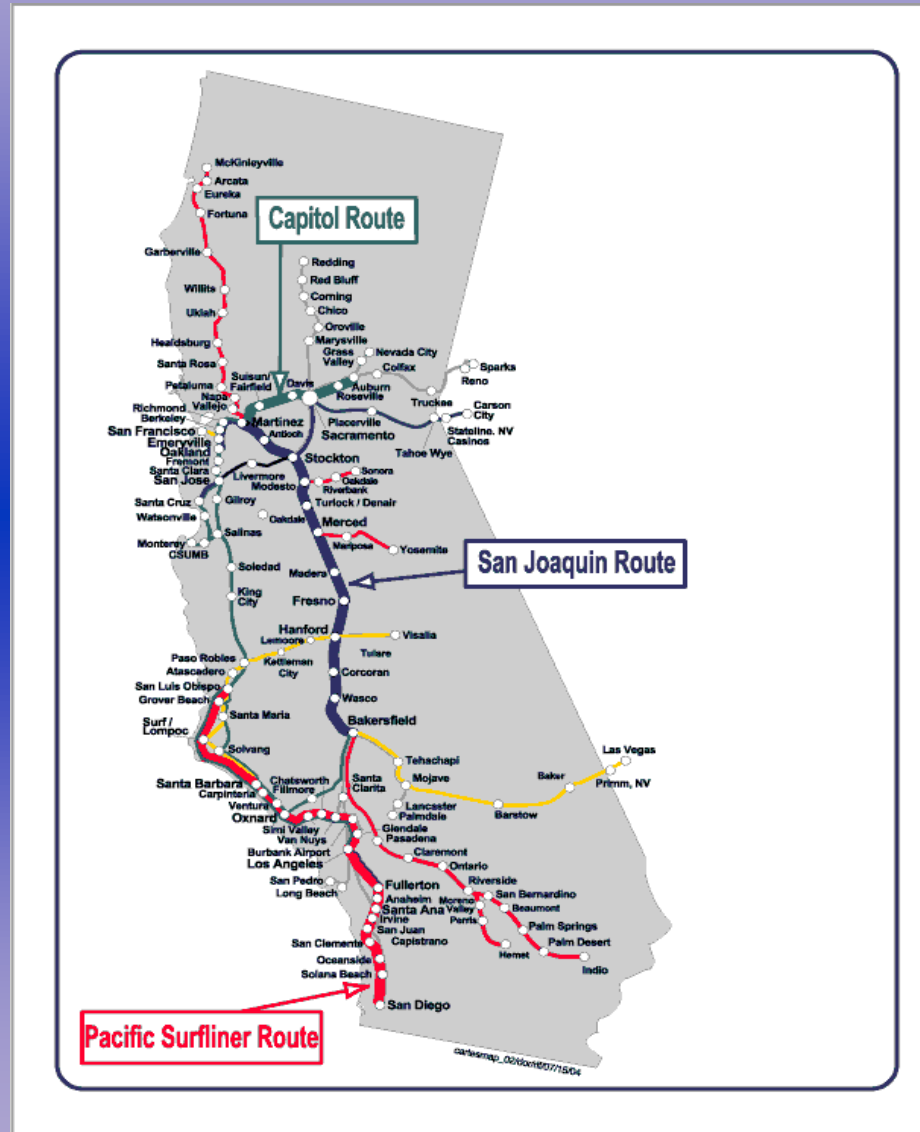 McKinleyville
Arcata
Eureka
Fortuna
Capitol Route
Garberville
Redding
Red Bluff
Willits
Corning
Chico
Ukiah
Oroville
Marysville
Healdsburg
Grass
Valley
Nevada City
Santa Rosa
Suisun/
Fairfield
Davis
Colfax
Sparks
Reno
Petaluma
Napa
Vallejo
Auburn
Roseville
Truckee
Carson
City
Richmond
Berkeley
Martinez
Placerville
Stateline, NV
Casinos
San Francisco
Emeryville
Antioch
Sacramento
Tahoe Wye
Oakland
Fremont
Stockton
Santa Clara
San Jose
Livermore
Modesto
Sonora
Oakdale
Riverbank
Santa Cruz
Gilroy
Turlock / Denair
Watsonville
Oakdale
Merced
Salinas
Monterey
CSUMB
Mariposa
Yosemite
Soledad
Madera
San Joaquin Route
King
City
Fresno
Hanford
Lemoore
Visalia
Tulare
Paso Robles
Kettleman
City
Atascadero
Corcoran
San Luis Obispo
Grover Beach
Wasco
Santa Maria
Surf /
Lompoc
Bakersfield
Solvang
Las Vegas
Tehachapi
Santa Barbara
Carpinteria
Chatsworth
Fillmore
Santa
Clarita
Mojave
Baker
Primm, NV
Ventura
Oxnard
Lancaster
Palmdale
Barstow
Simi Valley
Van Nuys
Glendale
Pasadena
Burbank Airport
Los Angeles
Claremont
Ontario
San Pedro
Long Beach
Fullerton
Riverside
Anaheim
Moreno
Valley
San Bernardino
Santa Ana
Beaumont
Irvine
Perris
San Juan
Capistrano
Palm Springs
San Clemente
Palm Desert
Hemet
Oceanside
Indio
Solana Beach
San Diego
Pacific Surfliner Route